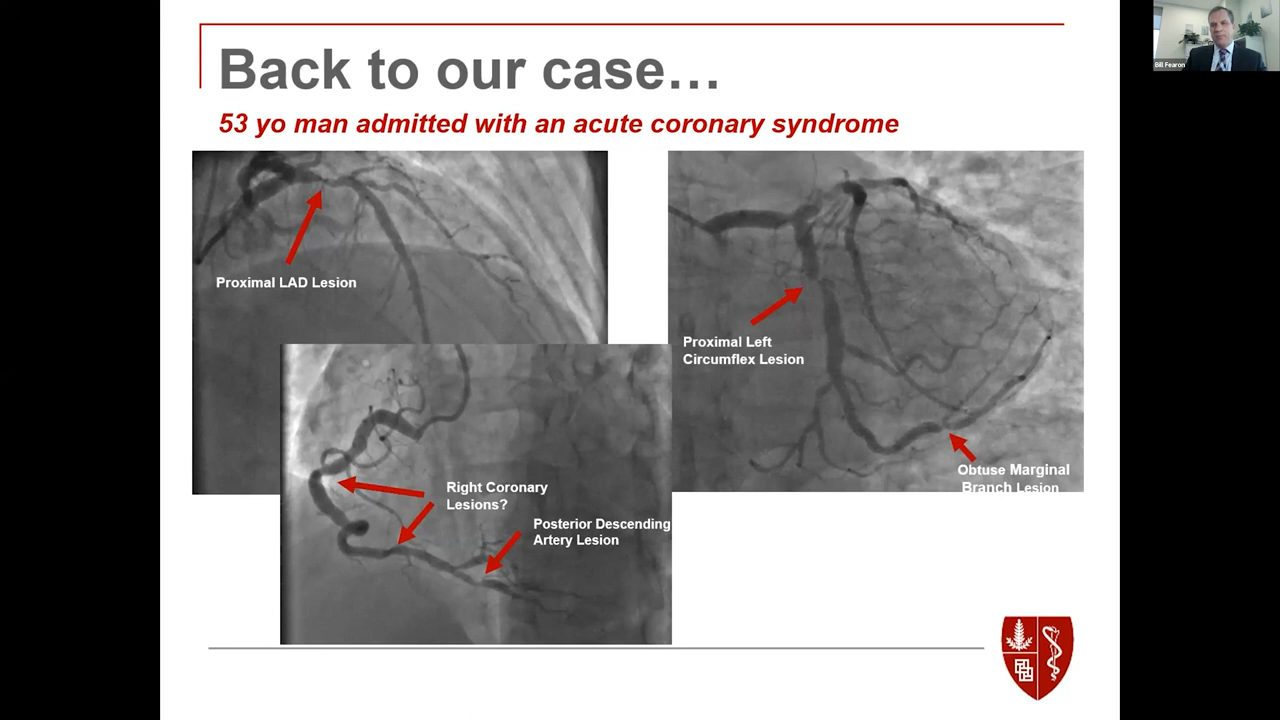 Back to our case…
53 yo man admitted with an acute coronary syndrome
Proximal LAD Lesion
Proximal Left
Circumflex Lesion
Obtuse Marginal
Branch Lesion
Right Coronary
Lesions?
Posterior Descending
Artery Lesion
Bill Fearon